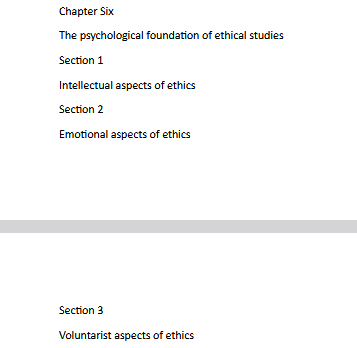 Chapter Six
The psychological foundation of ethical studies
Section 1
Intellectual aspects of ethics
Section 2
Emotional aspects of ethics
Section 3
Voluntarist aspects of ethics